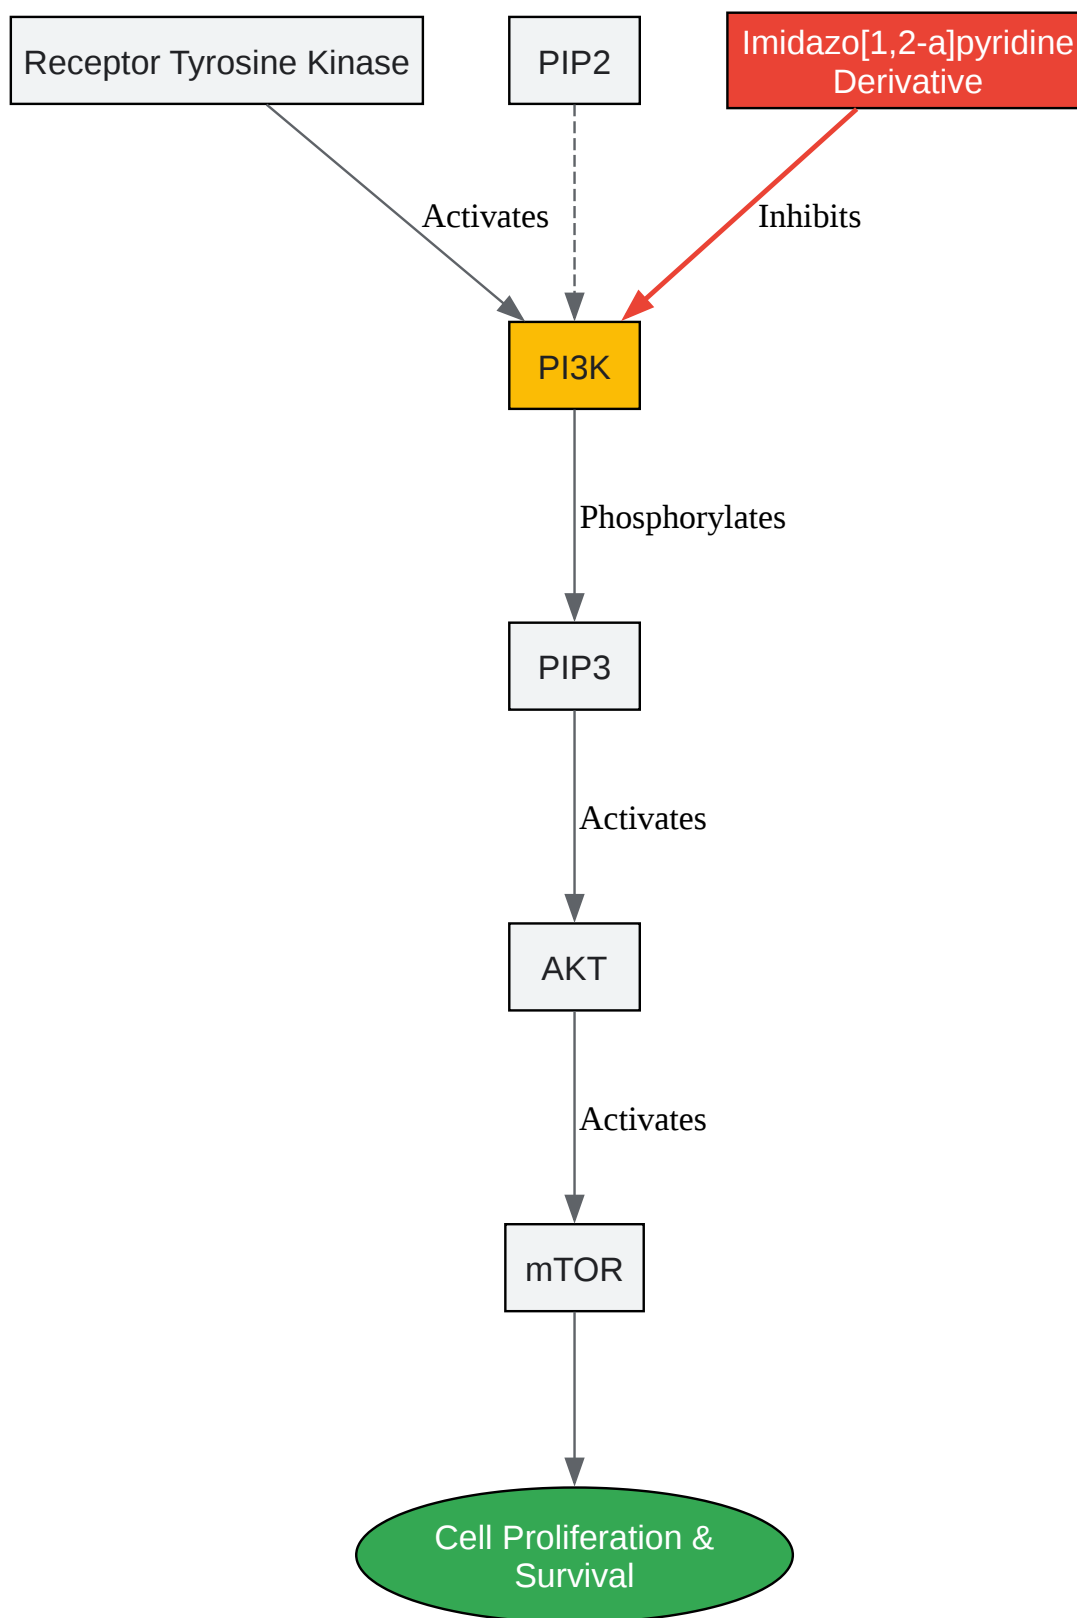 Receptor Tyrosine Kinase
PIP2
Imidazo[1,2-a]pyridine
Derivative
Activates
Inhibits
PI3K
Phosphorylates
PIP3
Activates
AKT
Activates
mTOR
Cell Proliferation &
Survival